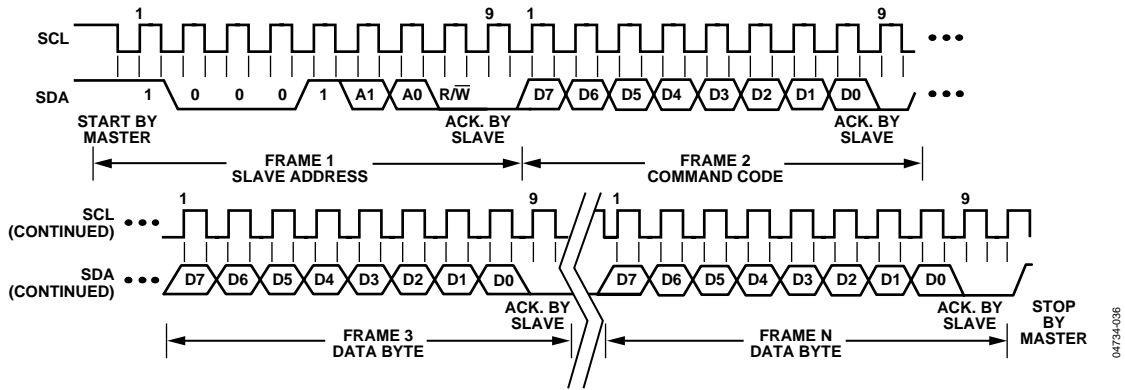 1 9 1 9
SCL
SDA 1 0 0 0 1 A1 A0 R/W̅ D7 D6 D5 D4 D3 D2 D1 D0
START BY MASTER
ACK. BY SLAVE
ACK. BY SLAVE
FRAME 1
SLAVE ADDRESS
FRAME 2
COMMAND CODE
1 9 1 9
SCL
(CONTINUED)
SDA
(CONTINUED)
D7 D6 D5 D4 D3 D2 D1 D0 D7 D6 D5 D4 D3 D2 D1 D0
ACK. BY SLAVE
ACK. BY SLAVE
STOP BY MASTER
FRAME 3
DATA BYTE
FRAME N
DATA BYTE
04734-036